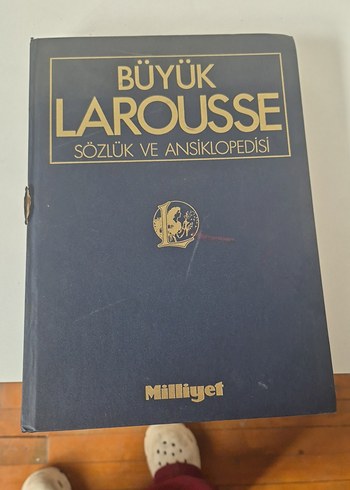 BÜYÜK
LAROUSSE
SÖZLÜK VE ANSİKLOPEDİSİ
L
Milliyet